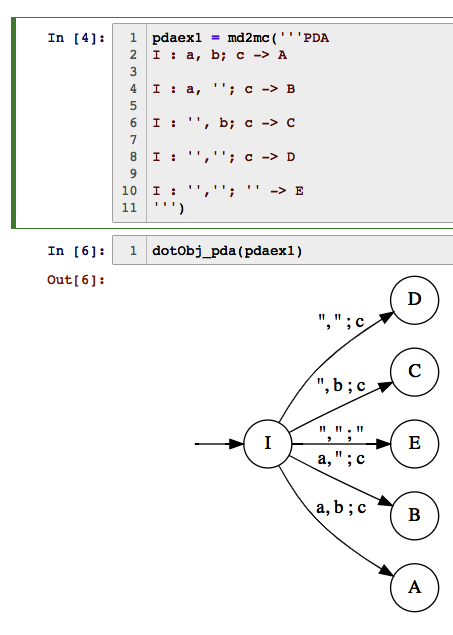 In [4]:
1 pdaex1 = md2mc('''PDA
2 I : a, b; c -> A
3
4 I : a, ''; c -> B
5
6 I : '', b; c -> C
7
8 I : '',''; c -> D
9
10 I : '',''; '' -> E
11 ''')
In [6]:
1 dotObj_pda(pdaex1)
Out[6]:
D
'','' ; c
C
'', b ; c
I
'','' ; ''
E
a, '' ; c
B
a, b ; c
A